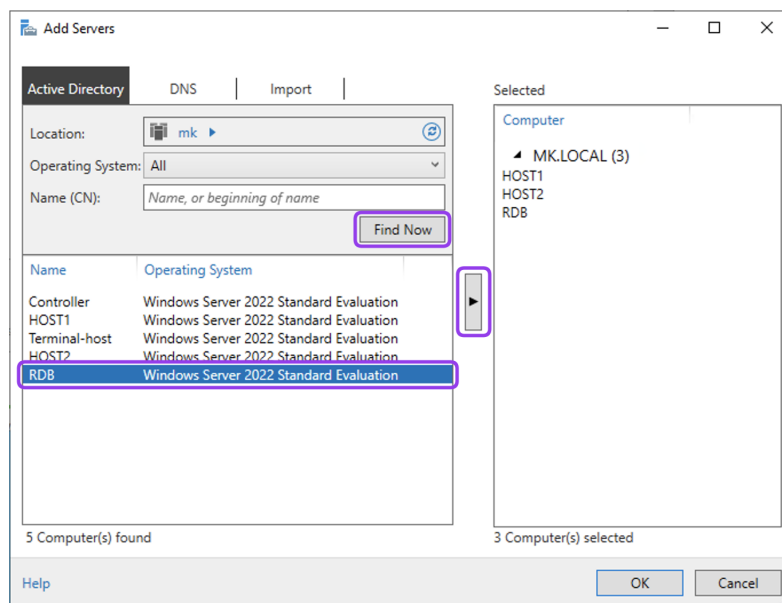 Add Servers
Active Directory DNS Import
Location: mk
Operating System: All
Name (CN): Name, or beginning of name
Find Now
Name Operating System
Controller Windows Server 2022 Standard Evaluation
HOST1 Windows Server 2022 Standard Evaluation
Terminal-host Windows Server 2022 Standard Evaluation
HOST2 Windows Server 2022 Standard Evaluation
RDB Windows Server 2022 Standard Evaluation
5 Computer(s) found
Selected
Computer
MK.LOCAL (3)
HOST1
HOST2
RDB
3 Computer(s) selected
Help OK Cancel